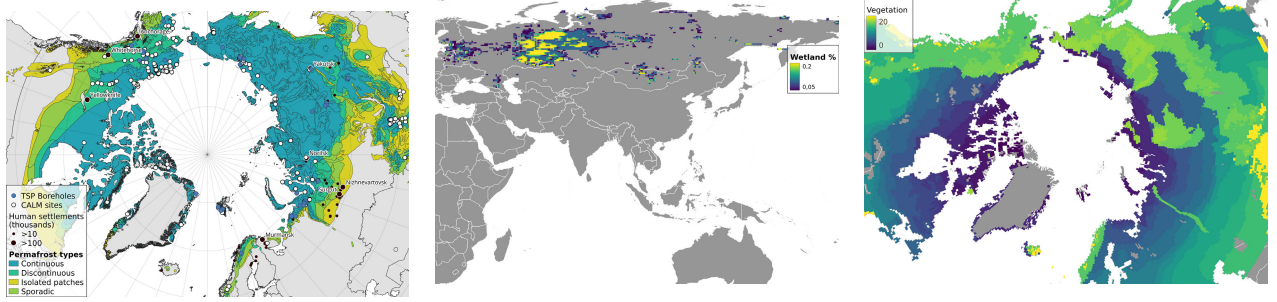 Whitehorse
Yellowknife
Yakutsk
Norilsk
Surgut
Nizhnevartovsk
Murmansk
TSP Boreholes
CALM sites
Human settlements
(thousands)
>10
>100
Permafrost types
Continuous
Discontinuous
Isolated patches
Sporadic
Wetland %
0,2
0,05
Vegetation
20
0